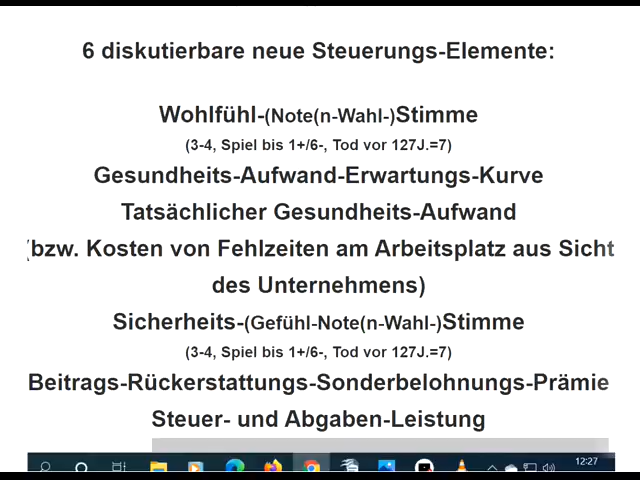 6 diskutierbare neue Steuerungs-Elemente:
Wohlfühl-(Note(n-Wahl-)Stimme
(3-4, Spiel bis 1+/6-, Tod vor 127J.=7)
Gesundheits-Aufwand-Erwartungs-Kurve
Tatsächlicher Gesundheits-Aufwand
(bzw. Kosten von Fehlzeiten am Arbeitsplatz aus Sicht
des Unternehmens)
Sicherheits-(Gefühl-Note(n-Wahl-)Stimme
(3-4, Spiel bis 1+/6-, Tod vor 127J.=7)
Beitrags-Rückerstattungs-Sonderbelohnungs-Prämie
Steuer- und Abgaben-Leistung
12:27